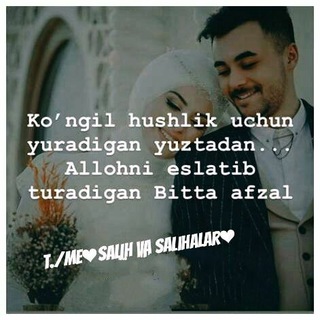 Ko'ngil hushlik uchun
yuradigan yuztadan...
Allohni eslatib
turadigan Bitta afzal
T./ME❤SALIH VA SALIHALAR❤